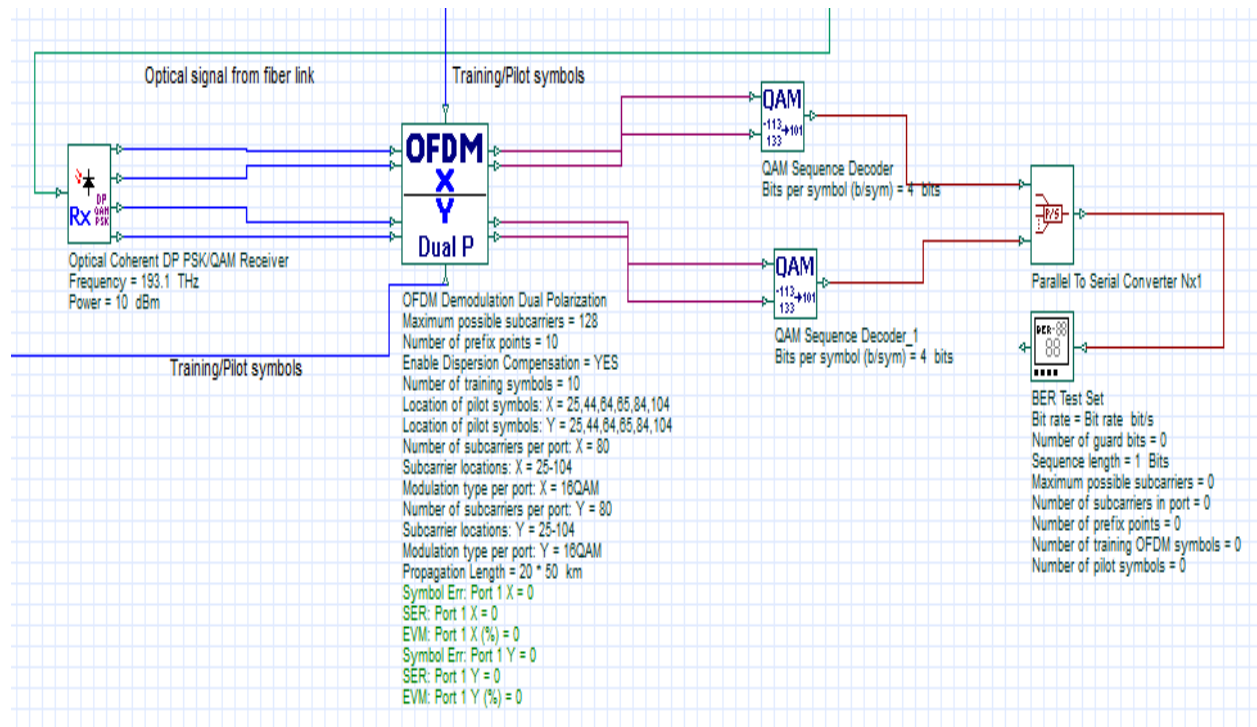 Optical signal from fiber link
Training/Pilot symbols
QAM
-113→101
133
QAM Sequence Decoder
Bits per symbol (b/sym) = 4 bits
OFDM
X
Y
Dual P
Rx
DP
QAM
PSK
Optical Coherent DP PSK/QAM Receiver
Frequency = 193.1 THz
Power = 10 dBm
Training/Pilot symbols
QAM
-113→101
133
QAM Sequence Decoder_1
Bits per symbol (b/sym) = 4 bits
P/S
Parallel To Serial Converter Nx1
OFDM Demodulation Dual Polarization
Maximum possible subcarriers = 128
Number of prefix points = 10
Enable Dispersion Compensation = YES
Number of training symbols = 10
Location of pilot symbols: X = 25,44,64,65,84,104
Location of pilot symbols: Y = 25,44,64,65,84,104
Number of subcarriers per port: X = 80
Subcarrier locations: X = 25-104
Modulation type per port: X = 16QAM
Number of subcarriers per port: Y = 80
Subcarrier locations: Y = 25-104
Modulation type per port: Y = 16QAM
Propagation Length = 20 * 50 km
Symbol Err: Port 1 X = 0
SER: Port 1 X = 0
EVM: Port 1 X (%) = 0
Symbol Err: Port 1 Y = 0
SER: Port 1 Y = 0
EVM: Port 1 Y (%) = 0
BER-88
88
BER Test Set
Bit rate = Bit rate bit/s
Number of guard bits = 0
Sequence length = 1 Bits
Maximum possible subcarriers = 0
Number of subcarriers in port = 0
Number of prefix points = 0
Number of training OFDM symbols = 0
Number of pilot symbols = 0